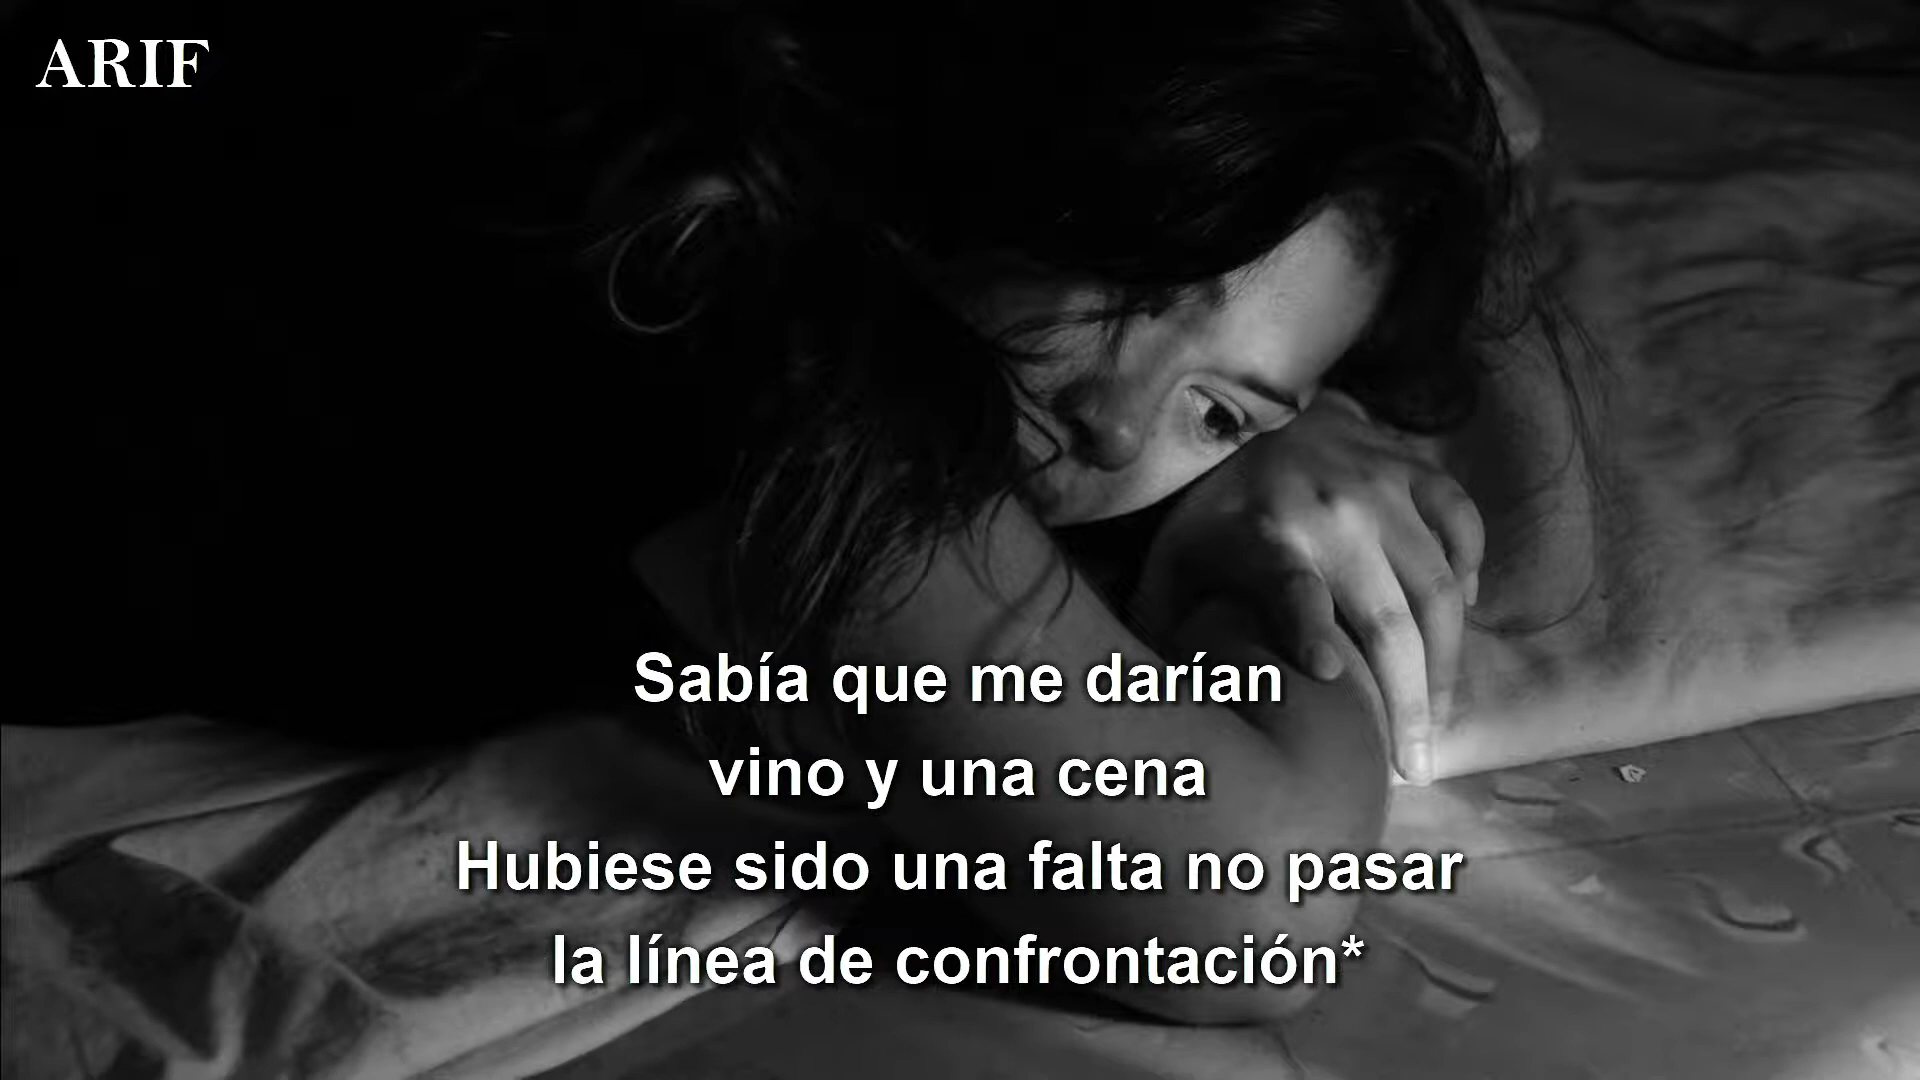 ARIF
Sabía que me darían
vino y una cena
Hubiese sido una falta no pasar
la línea de confrontación*